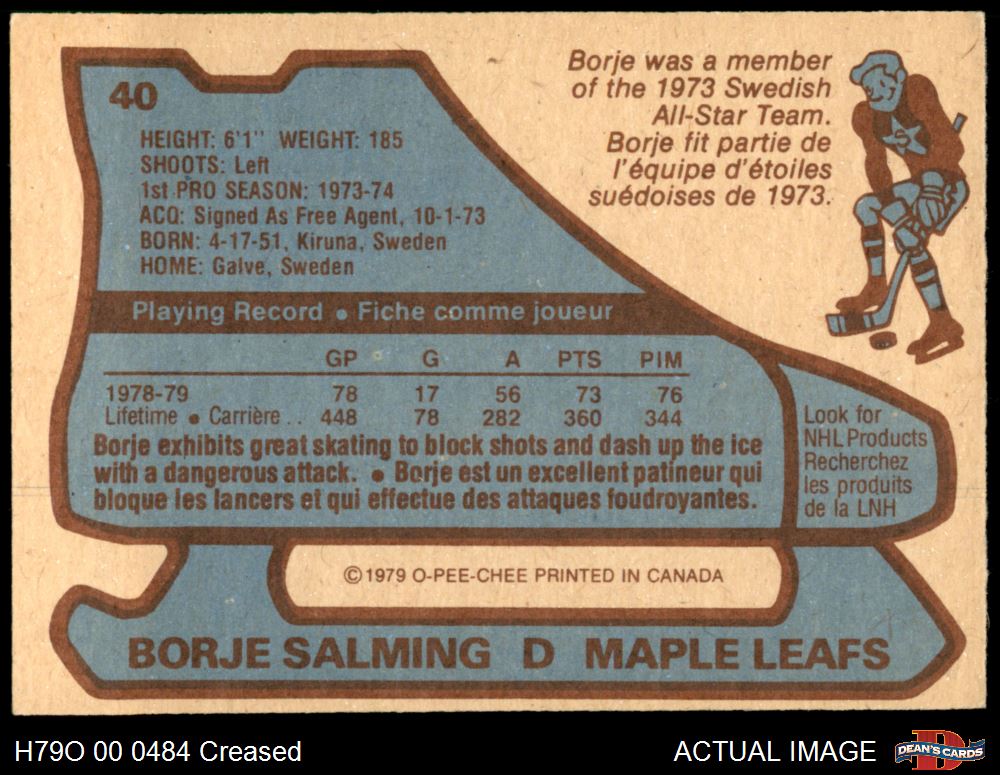 40
Borje was a member
of the 1973 Swedish
All-Star Team.
Borje fit partie de
l'équipe d'étoiles
suédoises de 1973.
HEIGHT: 6'1" WEIGHT: 185
SHOOTS: Left
1st PRO SEASON: 1973-74
ACQ: Signed As Free Agent, 10-1-73
BORN: 4-17-51, Kiruna, Sweden
HOME: Galve, Sweden
Playing Record • Fiche comme joueur
GP G A PTS PIM
1978-79 78 17 56 73 76
Lifetime • Carrière . . 448 78 282 360 344
Borje exhibits great skating to block shots and dash up the ice
with a dangerous attack. • Borje est un excellent patineur qui
bloque les lancers et qui effectue des attaques foudroyantes.
Look for
NHL Products
Recherchez
les produits
de la LNH
© 1979 O-PEE-CHEE PRINTED IN CANADA
BORJE SALMING D MAPLE LEAFS
H79O 00 0484 Creased
ACTUAL IMAGE
D
DEAN'S CARDS